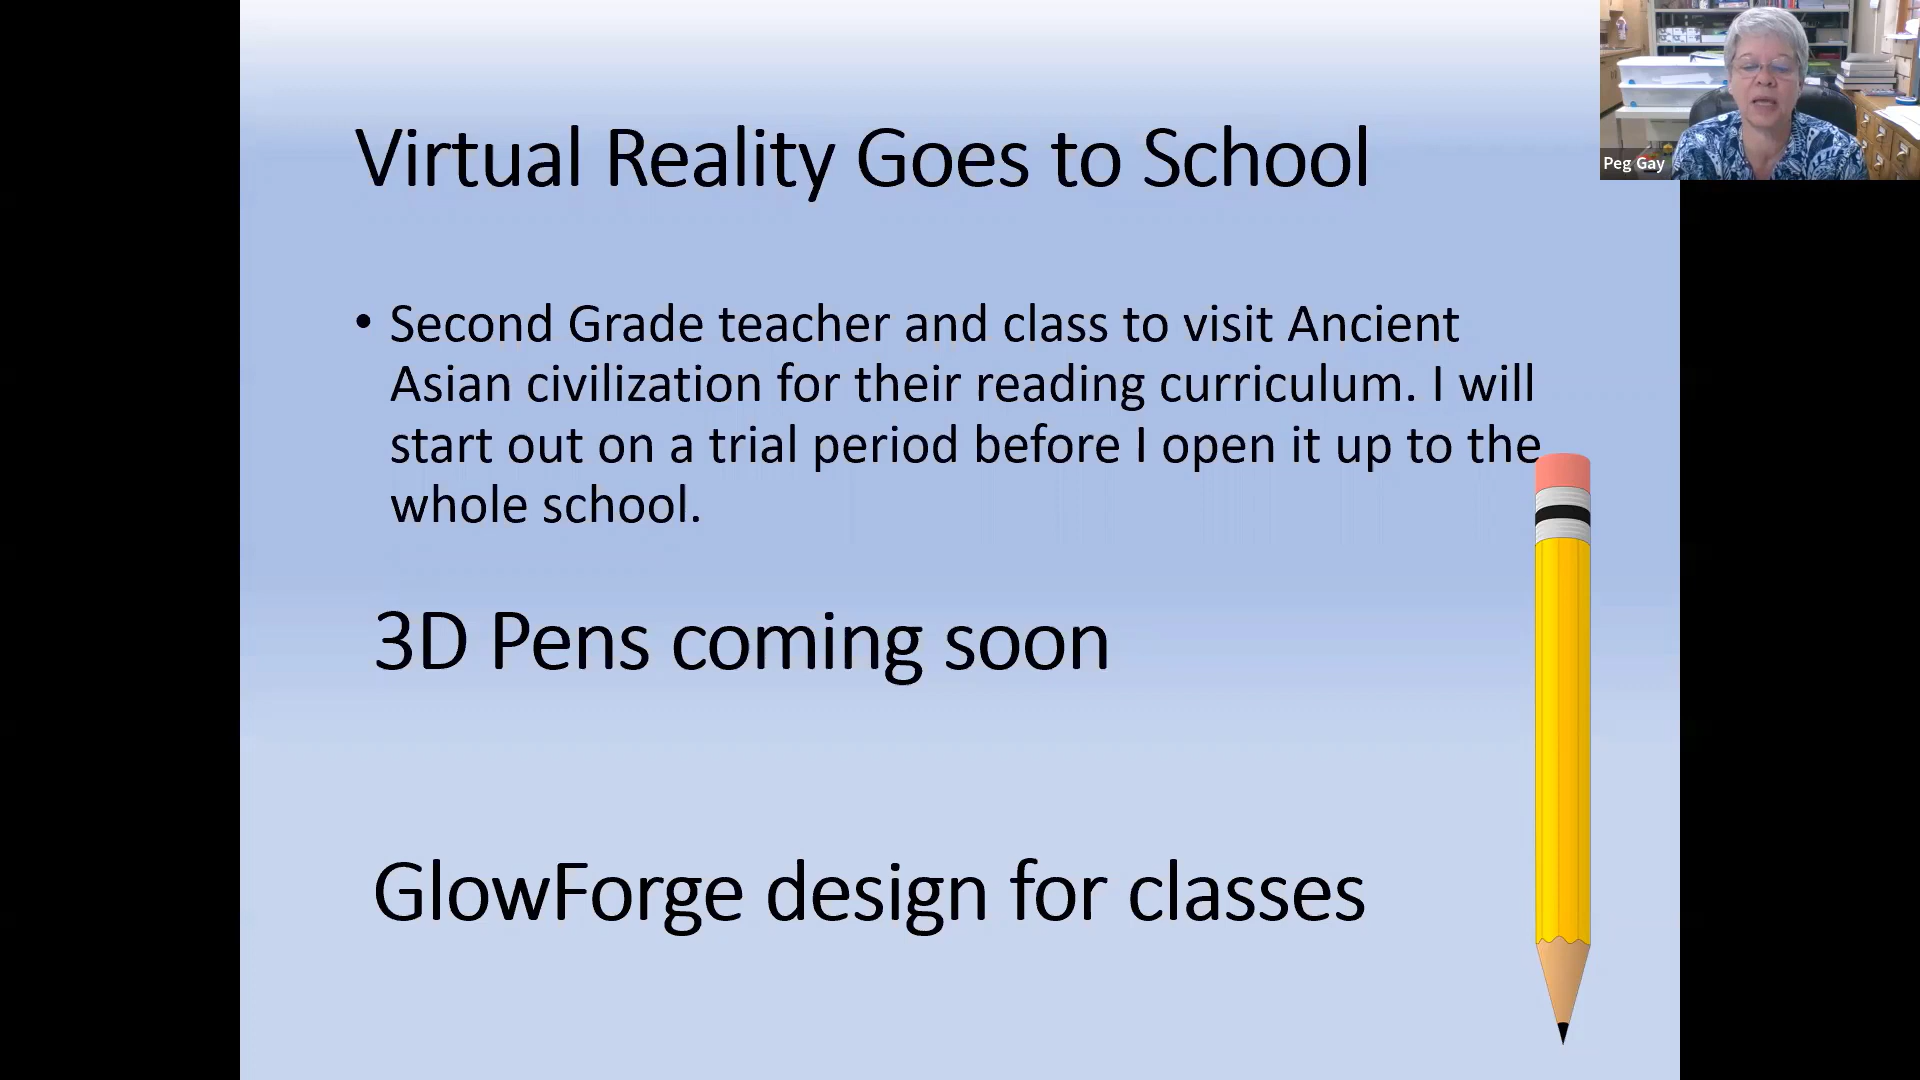 Virtual Reality Goes to School
Peg Gay
• Second Grade teacher and class to visit Ancient
Asian civilization for their reading curriculum. I will
start out on a trial period before I open it up to the
whole school.
3D Pens coming soon
GlowForge design for classes